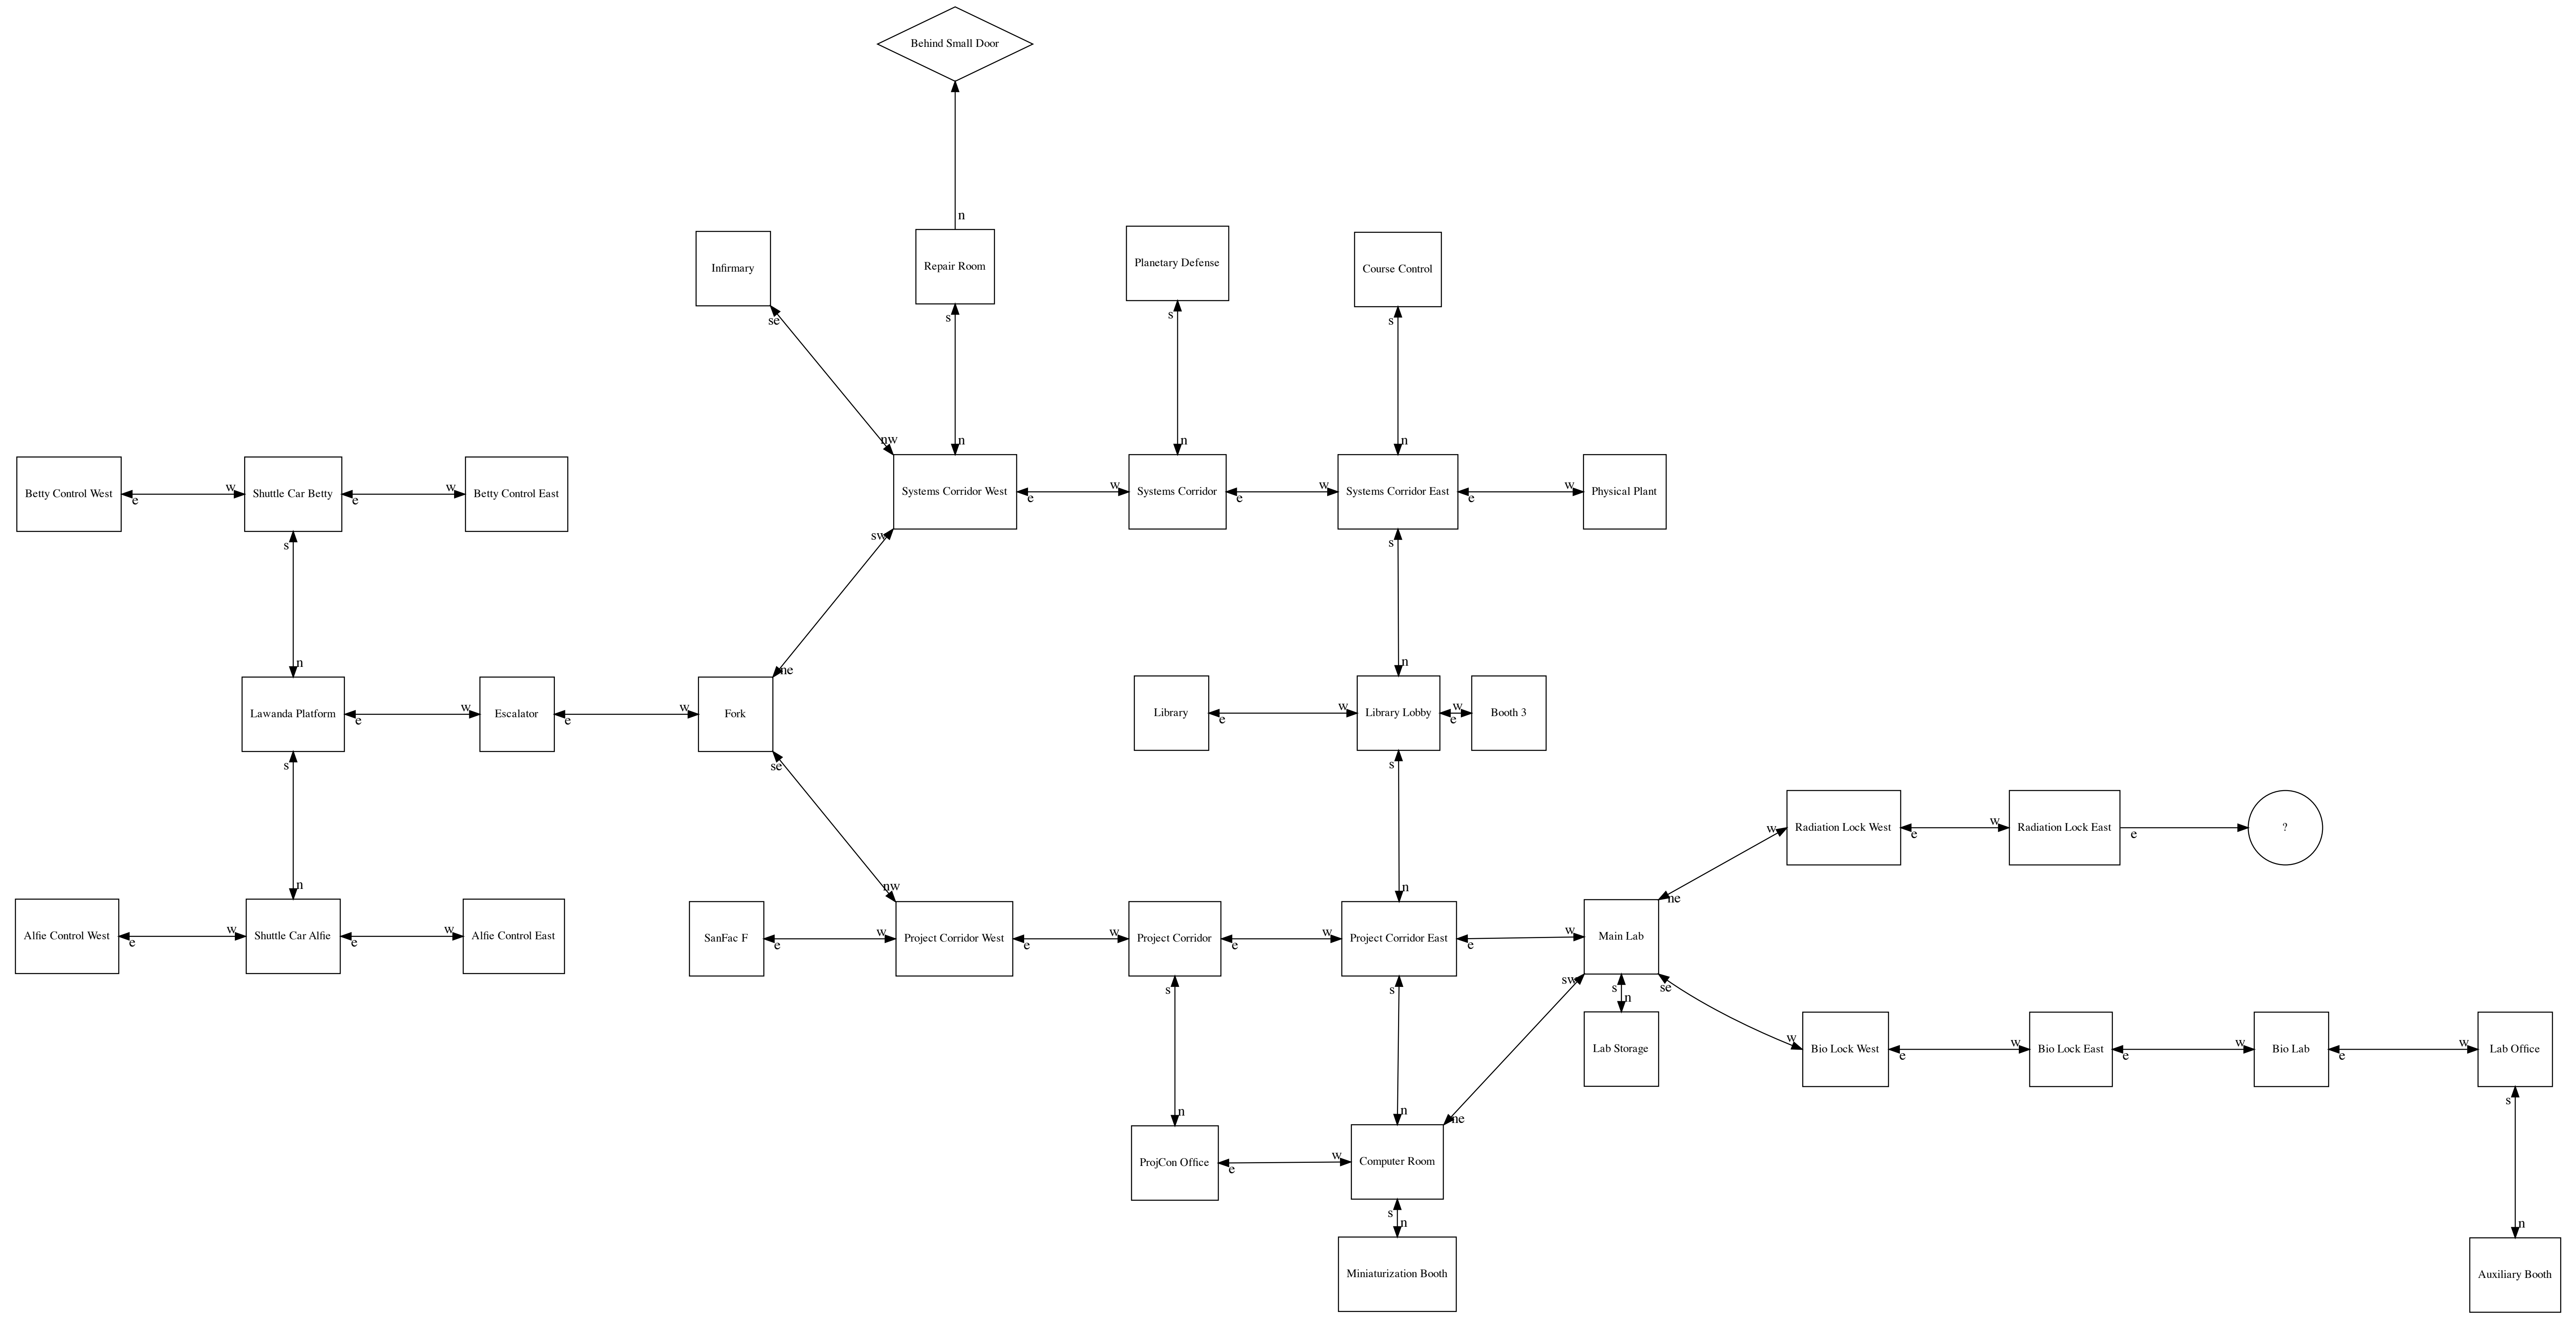 Behind Small Door
n
Infirmary
Repair Room
Planetary Defense
Course Control
se
s
s
s
nw
n
n
n
Betty Control West
e
w
Shuttle Car Betty
e
w
Betty Control East
Systems Corridor West
e
w
Systems Corridor
e
w
Systems Corridor East
e
w
Physical Plant
s
sw
s
n
ne
n
Lawanda Platform
e
w
Escalator
e
w
Fork
Library
e
w
Library Lobby
e
w
Booth 3
s
se
s
Radiation Lock West
e
w
Radiation Lock East
e
?
w
n
nw
n
ne
Alfie Control West
e
w
Shuttle Car Alfie
e
w
Alfie Control East
SanFac F
e
w
Project Corridor West
e
w
Project Corridor
e
w
Project Corridor East
e
w
Main Lab
s
s
sw
s
se
n
Lab Storage
w
Bio Lock West
e
w
Bio Lock East
e
w
Bio Lab
e
w
Lab Office
s
n
n
ne
ProjCon Office
e
w
Computer Room
s
n
n
Miniaturization Booth
Auxiliary Booth